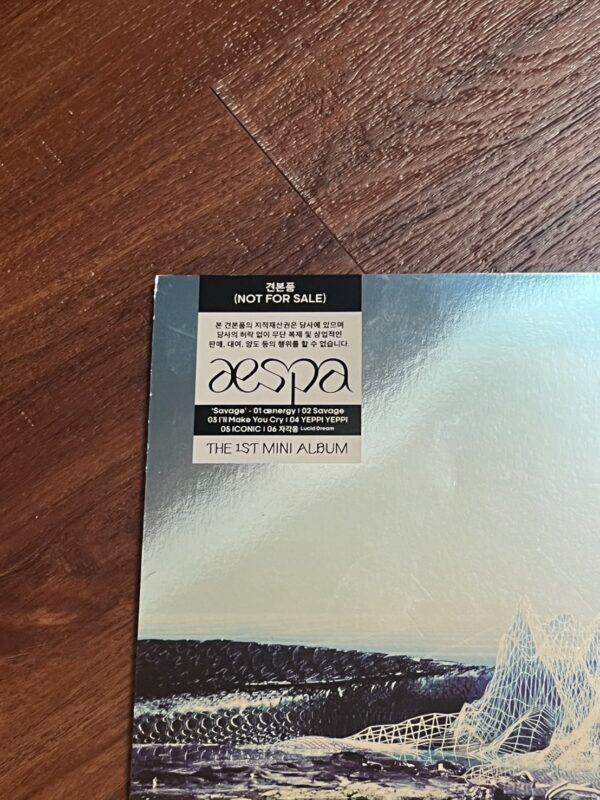 견본품
(NOT FOR SALE)
본 견본품의 지적재산권은 당사에 있으며
당사의 허락 없이 무단 복제 및 상업적인
판매, 대여, 양도 등의 행위를 할 수 없습니다.
aespa
'Savage' - 01 ænergy | 02 Savage
03 I'll Make You Cry | 04 YEPPI YEPPI
05 ICONIC | 06 자각몽 Lucid Dream
THE 1ST MINI ALBUM